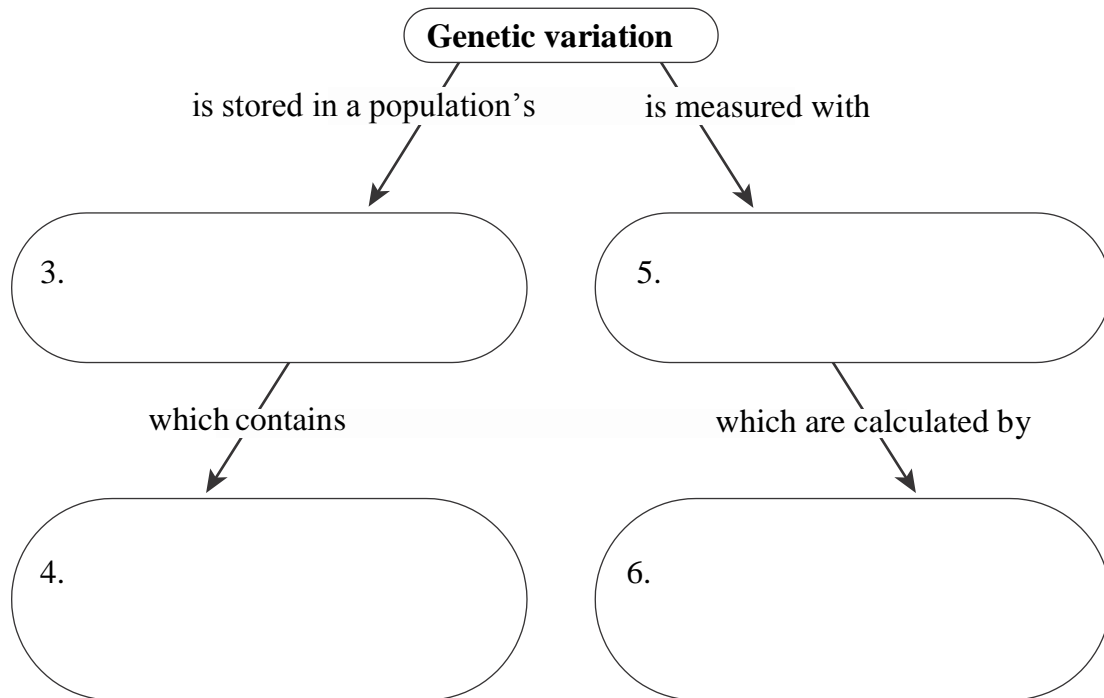 Genetic variation
is stored in a population’s
is measured with
3.
5.
which contains
which are calculated by
4.
6.